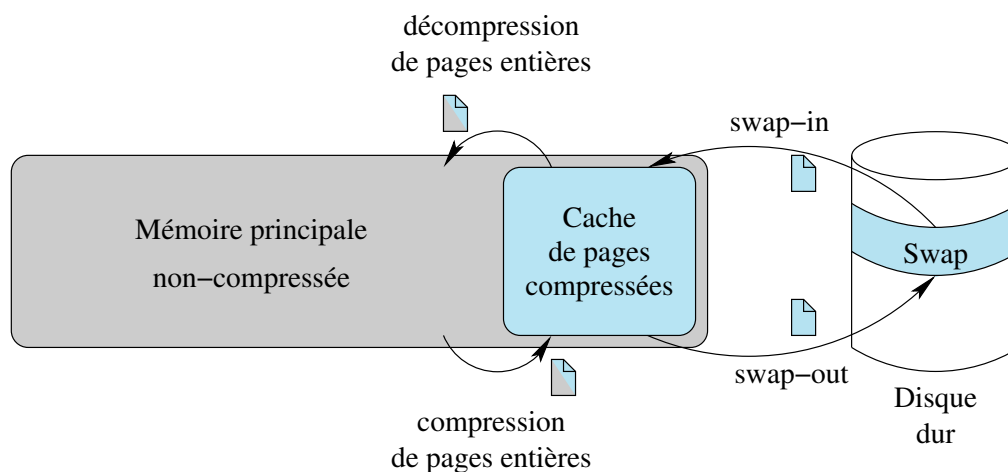 décompression
de pages entières
swap−in
Mémoire principale
non−compressée
Cache
de pages
compressées
Swap
swap−out
compression
de pages entières
Disque
dur